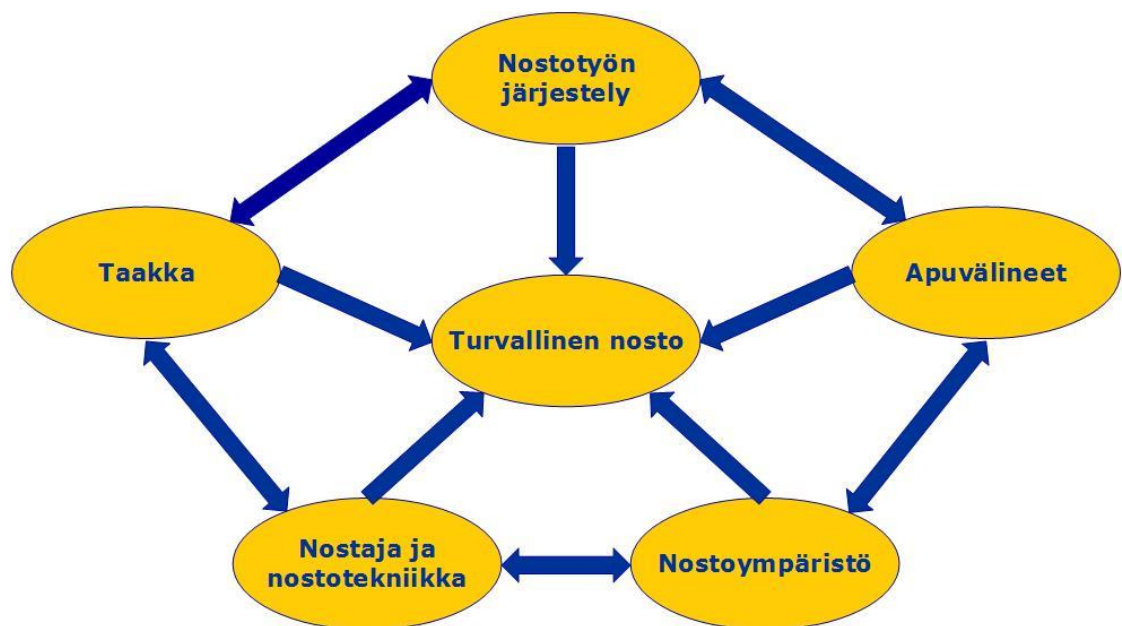 Nostotyön
järjestely
Taakka
Apuvälineet
Turvallinen nosto
Nostaja ja
nostotekniikka
Nostoympäristö